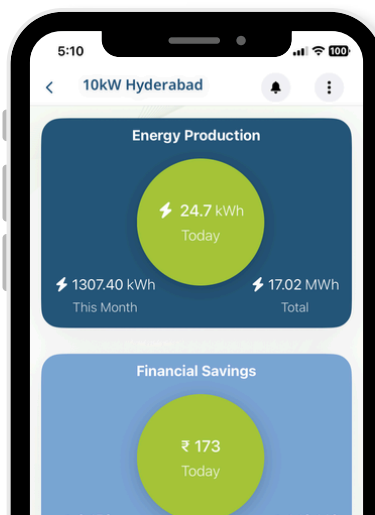 5:10
100
10kW Hyderabad
Energy Production
24.7 kWh
Today
1307.40 kWh
17.02 MWh
This Month
Total
Financial Savings
₹ 173
Today